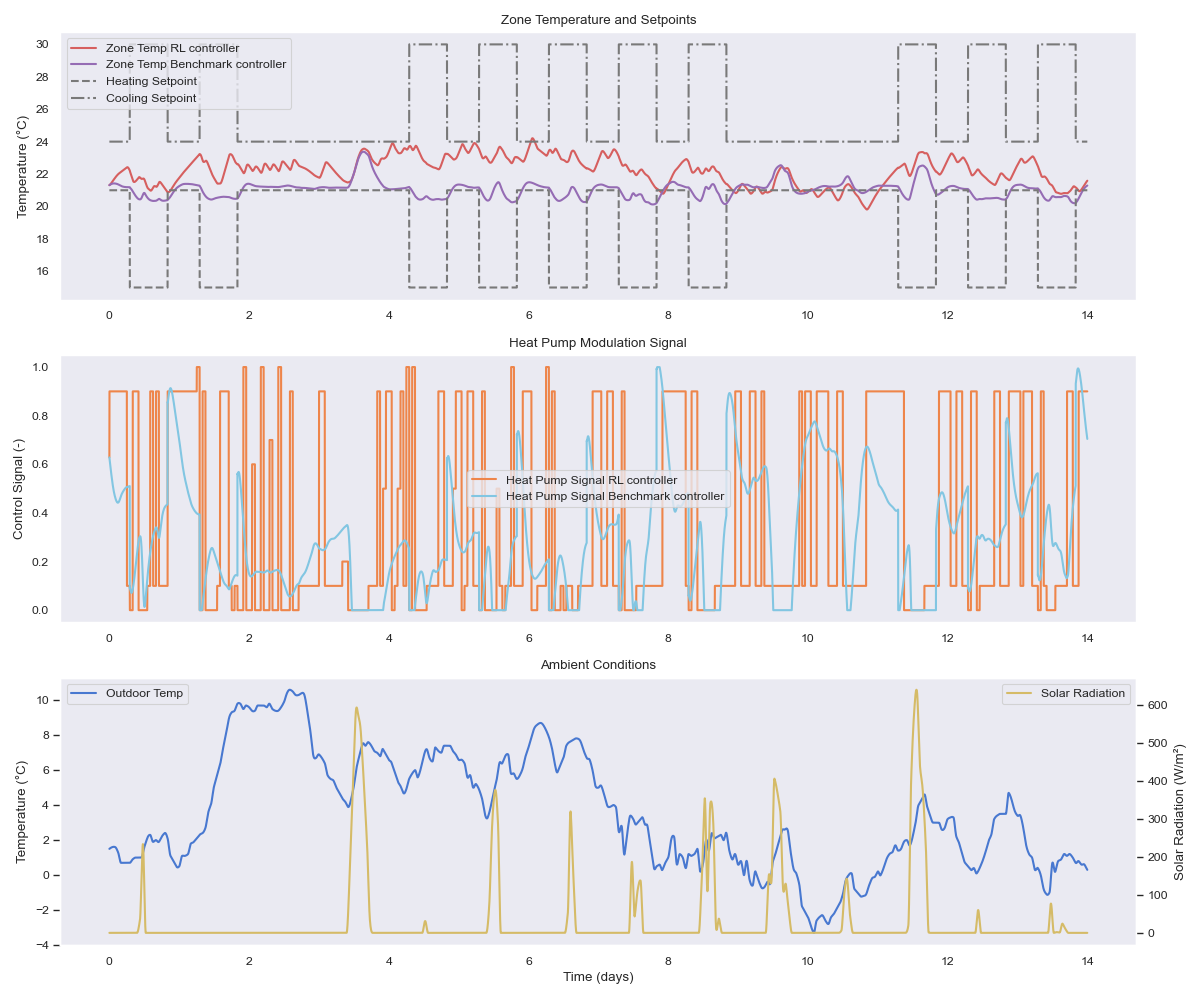 Zone Temperature and Setpoints
Zone Temp RL controller
Zone Temp Benchmark controller
Heating Setpoint
Cooling Setpoint
Temperature (°C)
30
28
26
24
22
20
18
16
0 2 4 6 8 10 12 14
Heat Pump Modulation Signal
Heat Pump Signal RL controller
Heat Pump Signal Benchmark controller
Control Signal (-)
1.0
0.8
0.6
0.4
0.2
0.0
0 2 4 6 8 10 12 14
Ambient Conditions
Outdoor Temp
Solar Radiation
Temperature (°C)
10
8
6
4
2
0
−2
−4
600
500
400
300
200
100
0
Solar Radiation (W/m²)
0 2 4 6 8 10 12 14
Time (days)